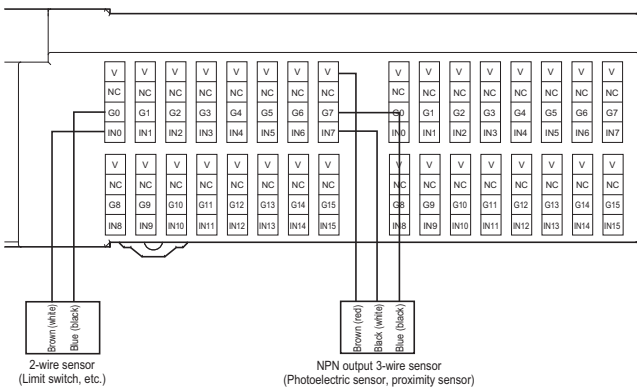 V V V V V V V V V V V V V V V V
NC NC NC NC NC NC NC NC NC NC NC NC NC NC NC NC
G0 G1 G2 G3 G4 G5 G6 G7 G0 G1 G2 G3 G4 G5 G6 G7
IN0 IN1 IN2 IN3 IN4 IN5 IN6 IN7 IN0 IN1 IN2 IN3 IN4 IN5 IN6 IN7
V V V V V V V V V V V V V V V V
NC NC NC NC NC NC NC NC NC NC NC NC NC NC NC NC
G8 G9 G10 G11 G12 G13 G14 G15 G8 G9 G10 G11 G12 G13 G14 G15
IN8 IN9 IN10 IN11 IN12 IN13 IN14 IN15 IN8 IN9 IN10 IN11 IN12 IN13 IN14 IN15
Brown (white)
Blue (black)
2-wire sensor
(Limit switch, etc.)
Brown (red)
Black (white)
Blue (black)
NPN output 3-wire sensor
(Photoelectric sensor, proximity sensor)